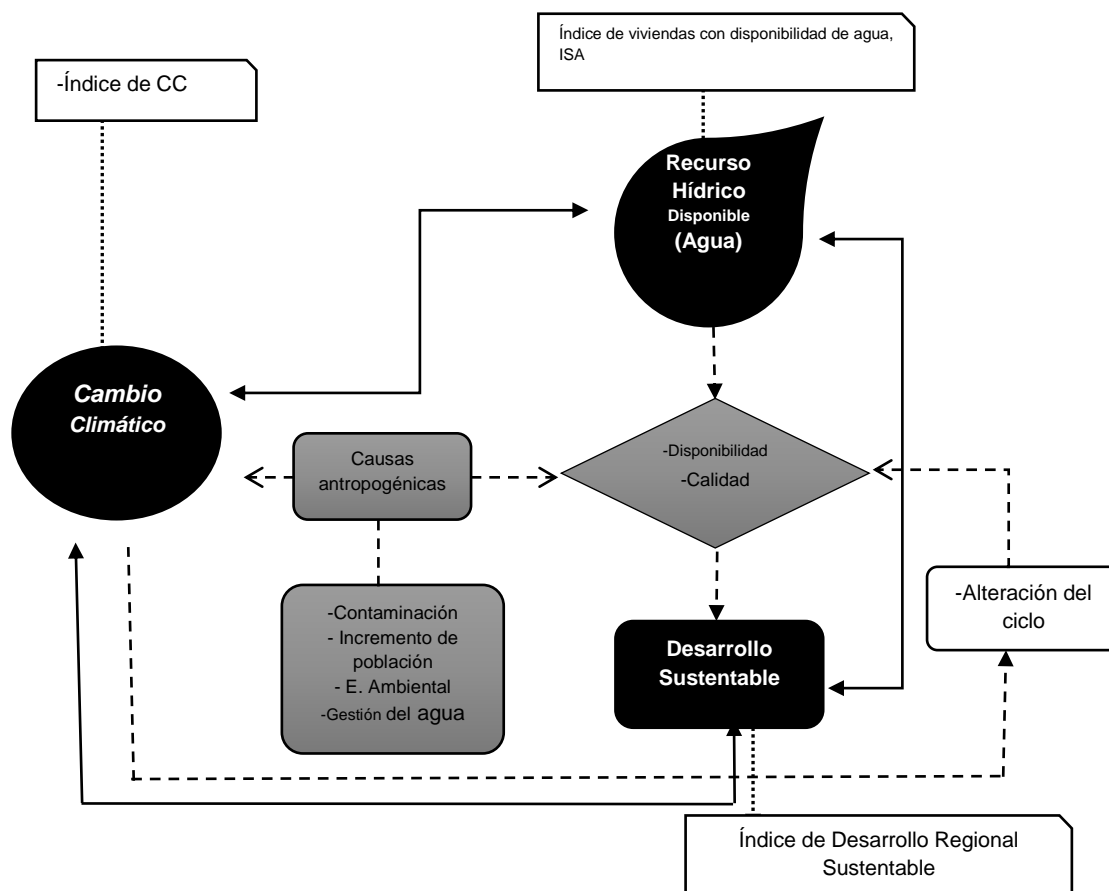 Índice de viviendas con disponibilidad de agua,
ISA
-Índice de CC
Recurso
Hídrico
Disponible
(Agua)
Cambio
Climático
Causas
antropogénicas
-Disponibilidad
-Calidad
-Contaminación
- Incremento de
población
- E. Ambiental
-Gestión del agua
-Alteración del
ciclo
Desarrollo
Sustentable
Índice de Desarrollo Regional
Sustentable